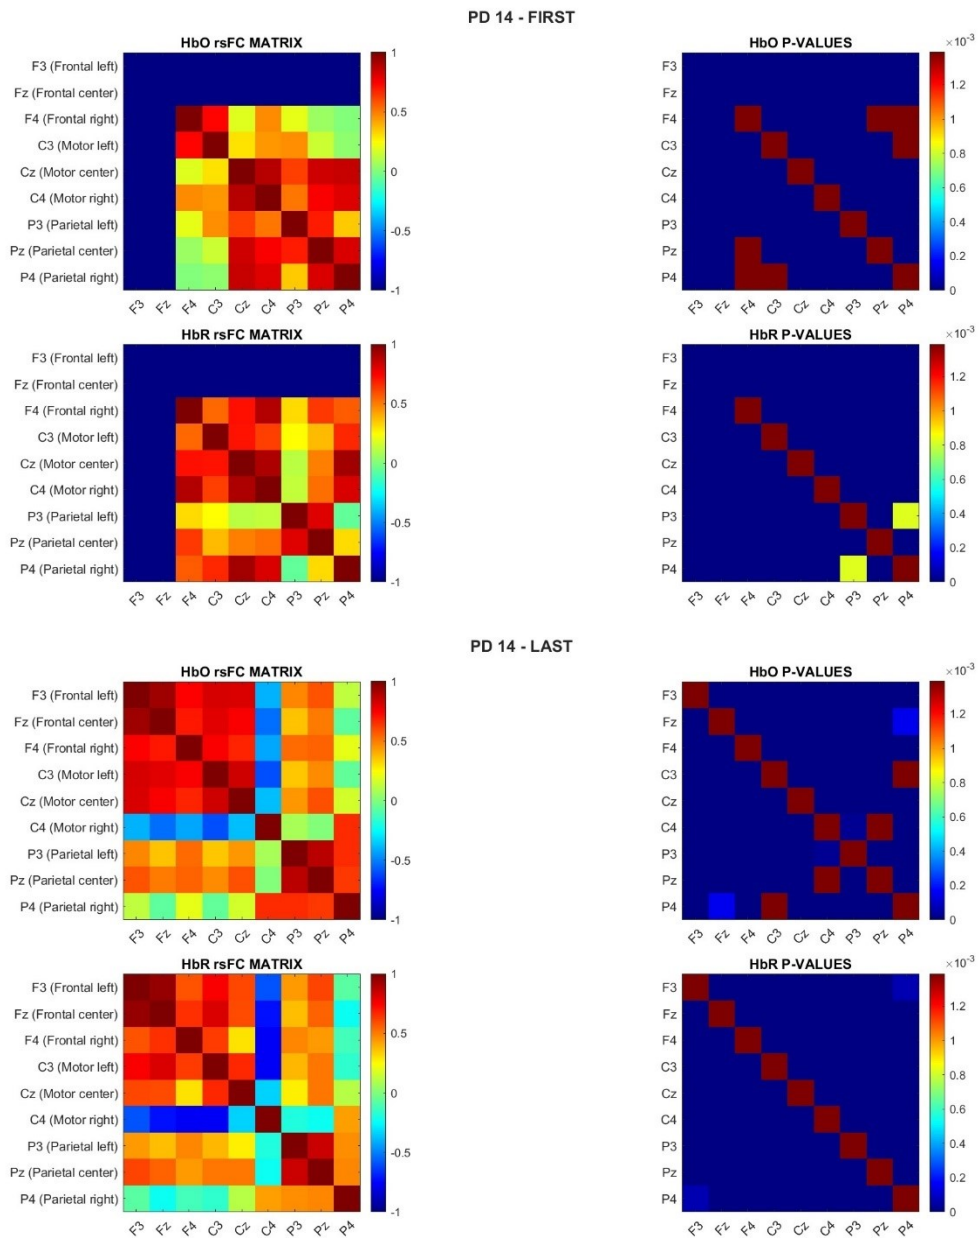 PD 14 - FIRST
HbO rsFC MATRIX
F3 (Frontal left)
Fz (Frontal center)
F4 (Frontal right)
C3 (Motor left)
Cz (Motor center)
C4 (Motor right)
P3 (Parietal left)
Pz (Parietal center)
P4 (Parietal right)
F3 Fz F4 C3 Cz C4 P3 Pz P4
1
0.5
0
-0.5
-1
HbO P-VALUES
×10⁻³
F3
Fz
F4
C3
Cz
C4
P3
Pz
P4
F3 Fz F4 C3 Cz C4 P3 Pz P4
1.2
1
0.8
0.6
0.4
0.2
0
HbR rsFC MATRIX
F3 (Frontal left)
Fz (Frontal center)
F4 (Frontal right)
C3 (Motor left)
Cz (Motor center)
C4 (Motor right)
P3 (Parietal left)
Pz (Parietal center)
P4 (Parietal right)
F3 Fz F4 C3 Cz C4 P3 Pz P4
1
0.5
0
-0.5
-1
HbR P-VALUES
×10⁻³
F3
Fz
F4
C3
Cz
C4
P3
Pz
P4
F3 Fz F4 C3 Cz C4 P3 Pz P4
1.2
1
0.8
0.6
0.4
0.2
0
PD 14 - LAST
HbO rsFC MATRIX
F3 (Frontal left)
Fz (Frontal center)
F4 (Frontal right)
C3 (Motor left)
Cz (Motor center)
C4 (Motor right)
P3 (Parietal left)
Pz (Parietal center)
P4 (Parietal right)
F3 Fz F4 C3 Cz C4 P3 Pz P4
1
0.5
0
-0.5
-1
HbO P-VALUES
×10⁻³
F3
Fz
F4
C3
Cz
C4
P3
Pz
P4
F3 Fz F4 C3 Cz C4 P3 Pz P4
1.2
1
0.8
0.6
0.4
0.2
0
HbR rsFC MATRIX
F3 (Frontal left)
Fz (Frontal center)
F4 (Frontal right)
C3 (Motor left)
Cz (Motor center)
C4 (Motor right)
P3 (Parietal left)
Pz (Parietal center)
P4 (Parietal right)
F3 Fz F4 C3 Cz C4 P3 Pz P4
1
0.5
0
-0.5
-1
HbR P-VALUES
×10⁻³
F3
Fz
F4
C3
Cz
C4
P3
Pz
P4
F3 Fz F4 C3 Cz C4 P3 Pz P4
1.2
1
0.8
0.6
0.4
0.2
0